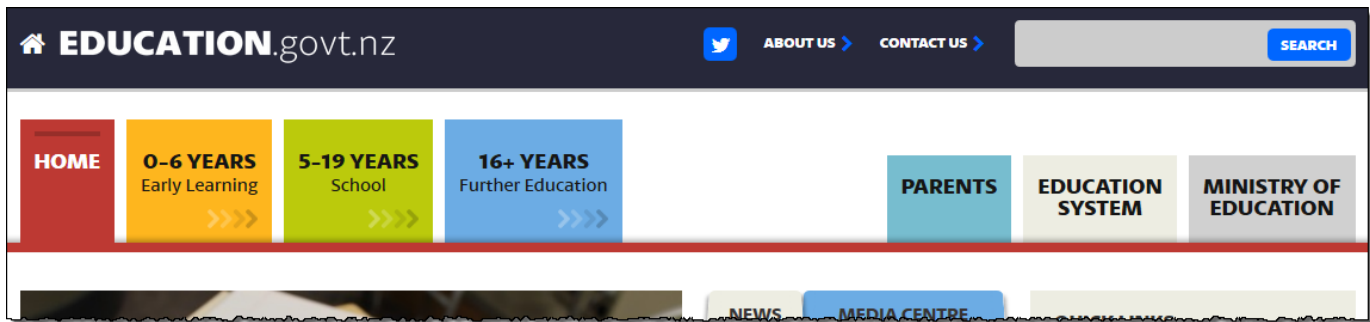 EDUCATION.govt.nz
ABOUT US
CONTACT US
SEARCH
HOME
0-6 YEARS
Early Learning
5-19 YEARS
School
16+ YEARS
Further Education
PARENTS
EDUCATION
SYSTEM
MINISTRY OF
EDUCATION
NEWS
MEDIA CENTRE